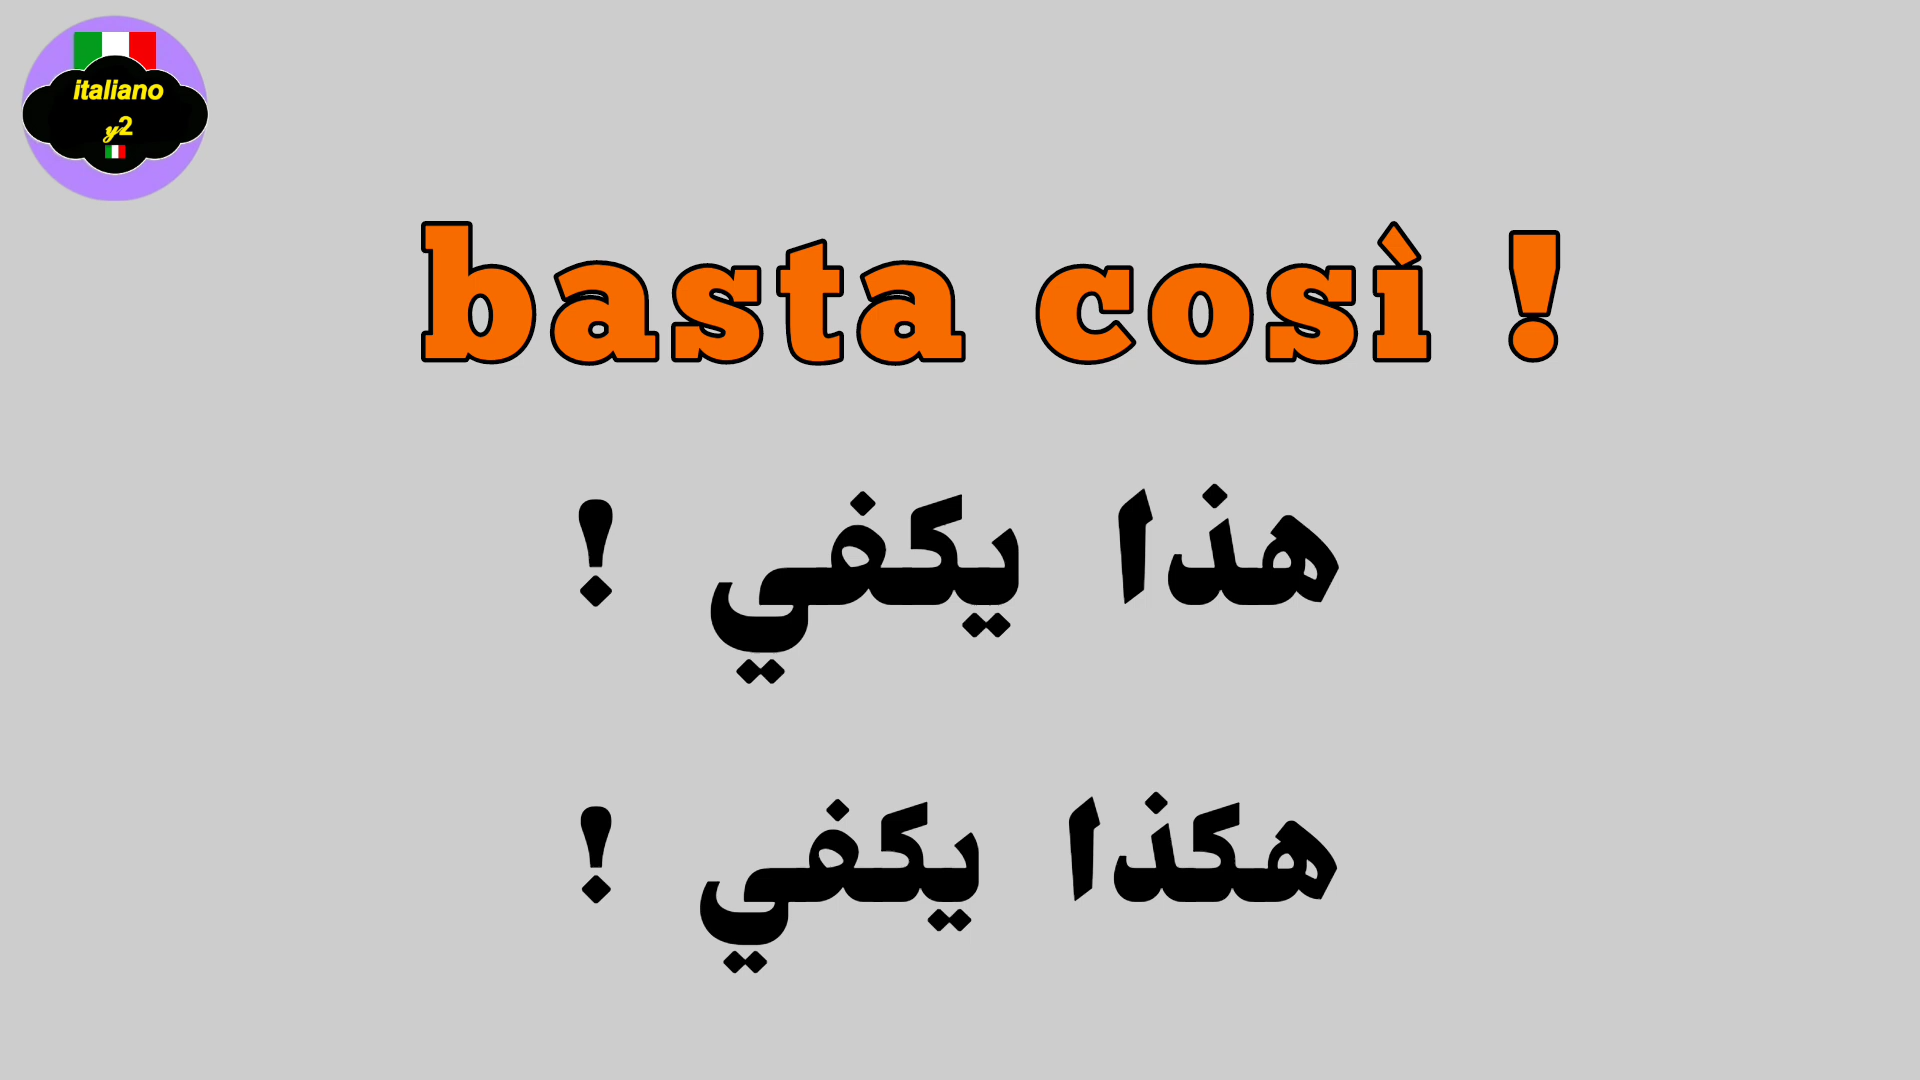 italiano
y2
basta così !
هذا يكفي !
هكذا يكفي !